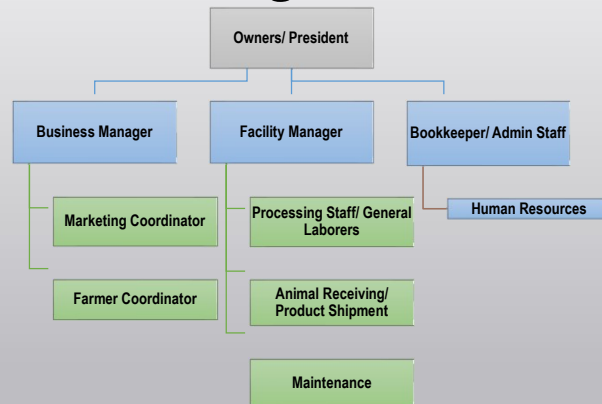 Owners/ President
Business Manager
Facility Manager
Bookkeeper/ Admin Staff
Marketing Coordinator
Processing Staff/ General
Laborers
Human Resources
Farmer Coordinator
Animal Receiving/
Product Shipment
Maintenance